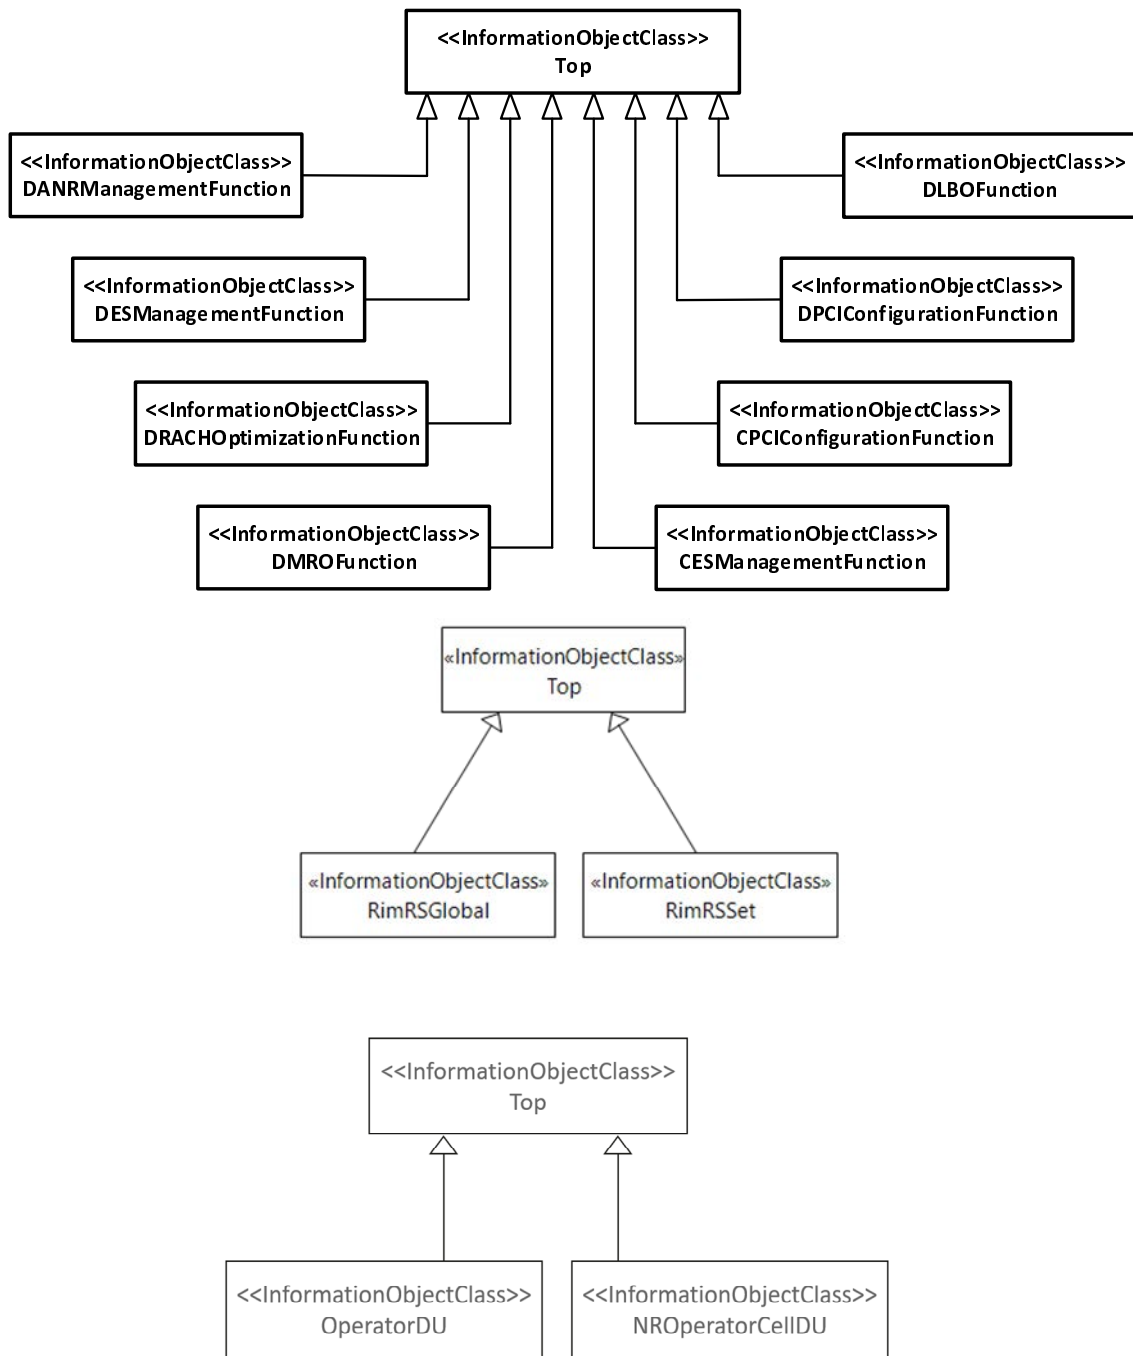 <<InformationObjectClass>>
Top
<<InformationObjectClass>>
DANRManagementFunction
<<InformationObjectClass>>
DLBOFunction
<<InformationObjectClass>>
DESManagementFunction
<<InformationObjectClass>>
DPCIConfigurationFunction
<<InformationObjectClass>>
DRACHOptimizationFunction
<<InformationObjectClass>>
CPCIConfigurationFunction
<<InformationObjectClass>>
DMROFunction
<<InformationObjectClass>>
CESManagementFunction
«InformationObjectClass»
Top
«InformationObjectClass»
RimRSGlobal
«InformationObjectClass»
RimRSSet
<<InformationObjectClass>>
Top
<<InformationObjectClass>>
OperatorDU
<<InformationObjectClass>>
NROperatorCellDU